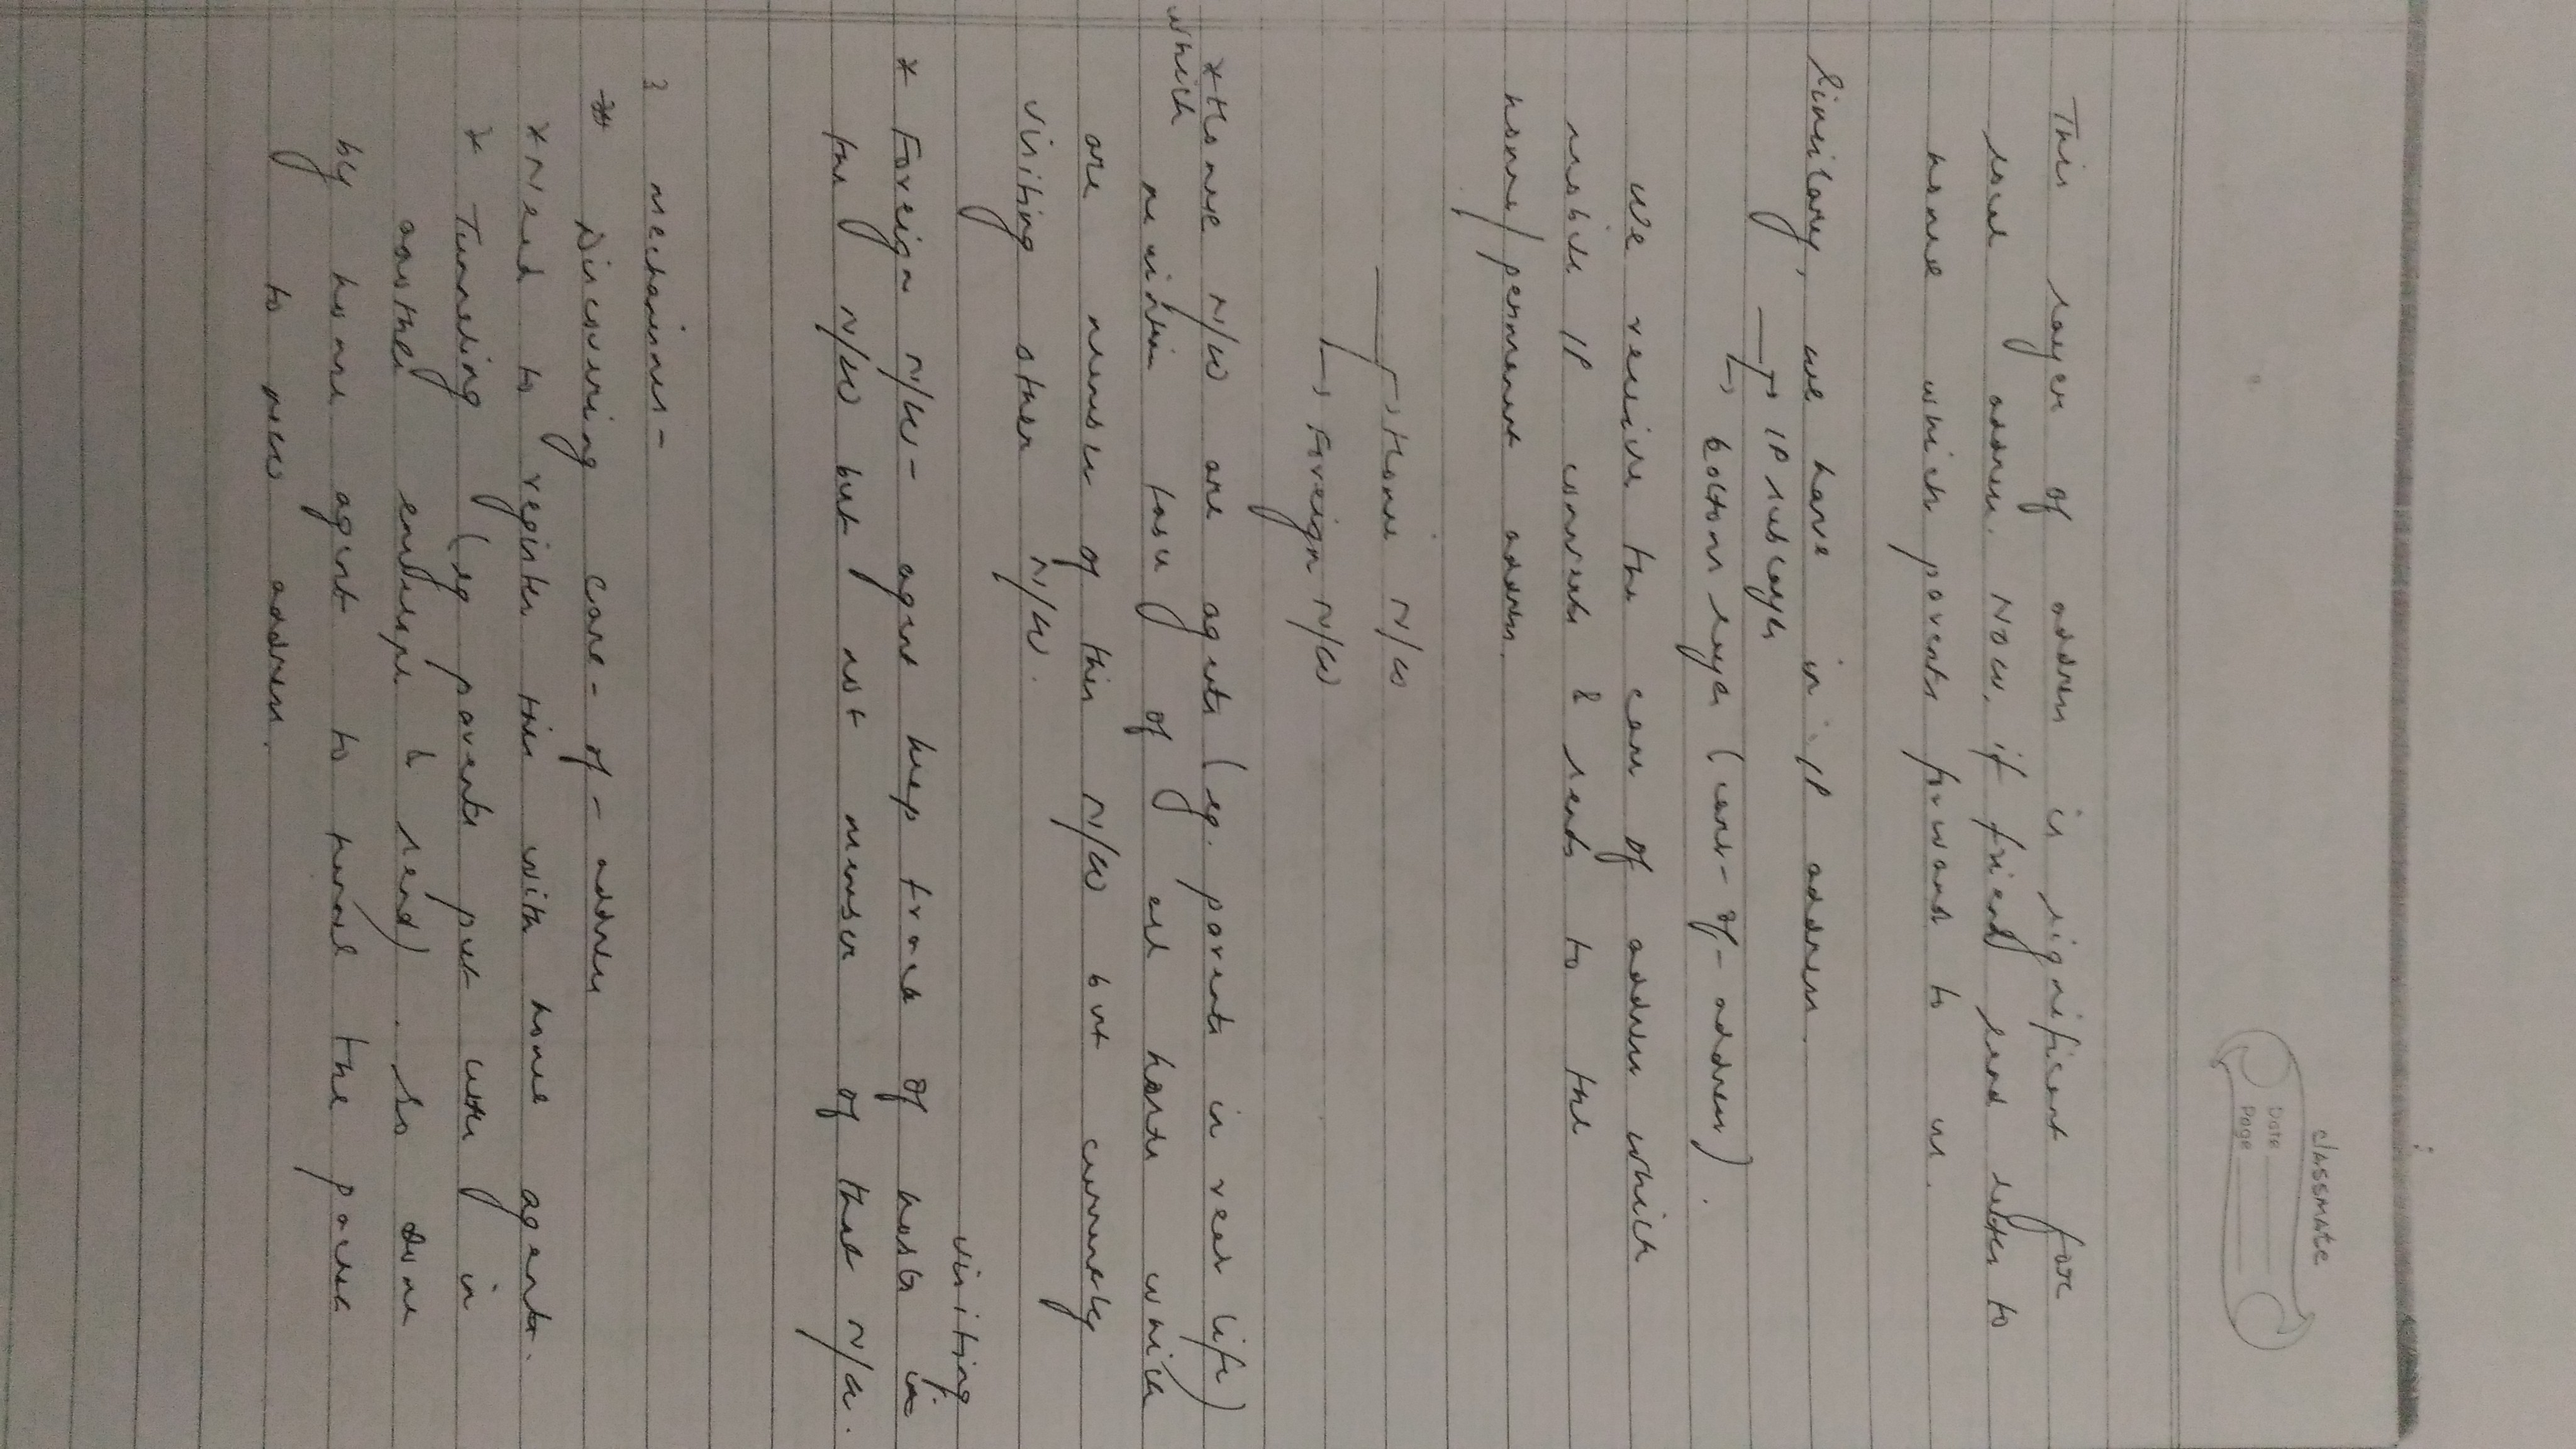 classmate
Date
Page
This layer of address is significant for
local address. Now, if friend send letter to
home which parents forward to us.
Similary, we have in IP address.
IP sublayer
bottom layer (care-of-address).
We receive the care of address which
mobile IP converts & sends to the
home/permanent address.
Home N/W
Foreign N/W
*Home N/W are agents (eg. parents in real life)
which
maintain of all hosts which
are member of this N/W but currently
visiting other N/W.
visiting
* Foreign N/W- agent keep track of hosts in
the N/W but not member of that N/W.
3 mechanisms-
* Discovering care-of-address
*Need to register this with home agent.
* Tunneling (eg parents put letter in
another envelope & send). So done
by home agent to tunnel the packet
to new address.